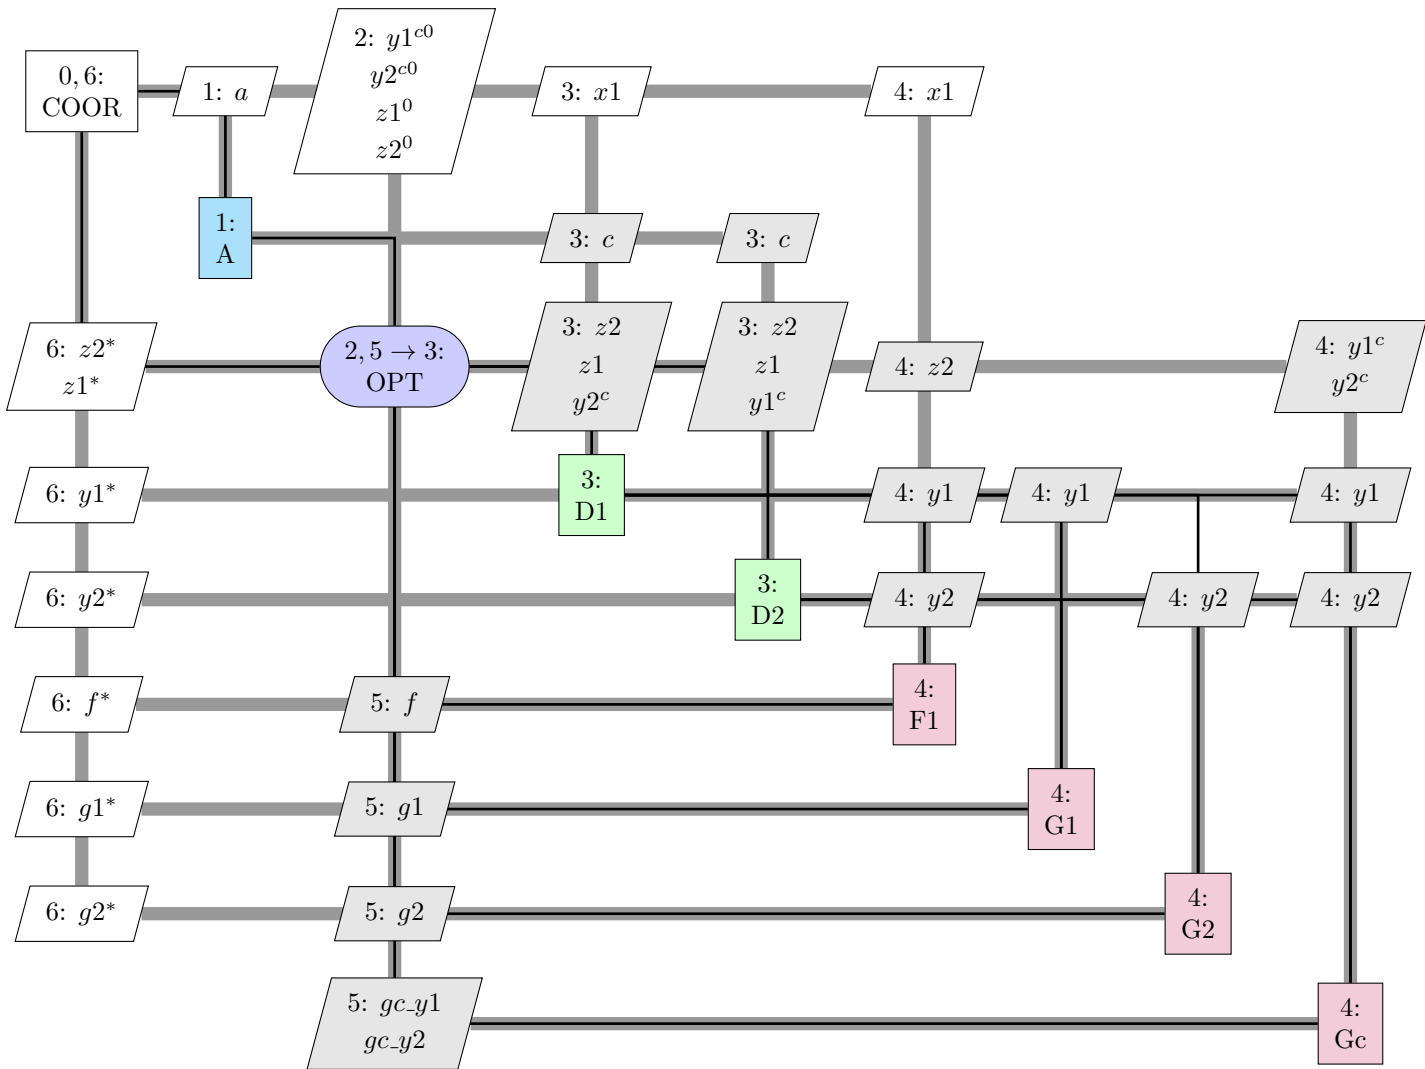 0, 6:
COOR
1: a
2: y1^{c0}
y2^{c0}
z1^0
z2^0
3: x1
4: x1
1:
A
3: c
3: c
6: z2*
z1*
2, 5 → 3:
OPT
3: z2
z1
y2^c
3: z2
z1
y1^c
4: z2
4: y1^c
y2^c
6: y1*
3:
D1
4: y1
4: y1
4: y1
6: y2*
3:
D2
4: y2
4: y2
4: y2
6: f*
5: f
4:
F1
6: g1*
5: g1
4:
G1
6: g2*
5: g2
4:
G2
5: gc_y1
gc_y2
4:
Gc